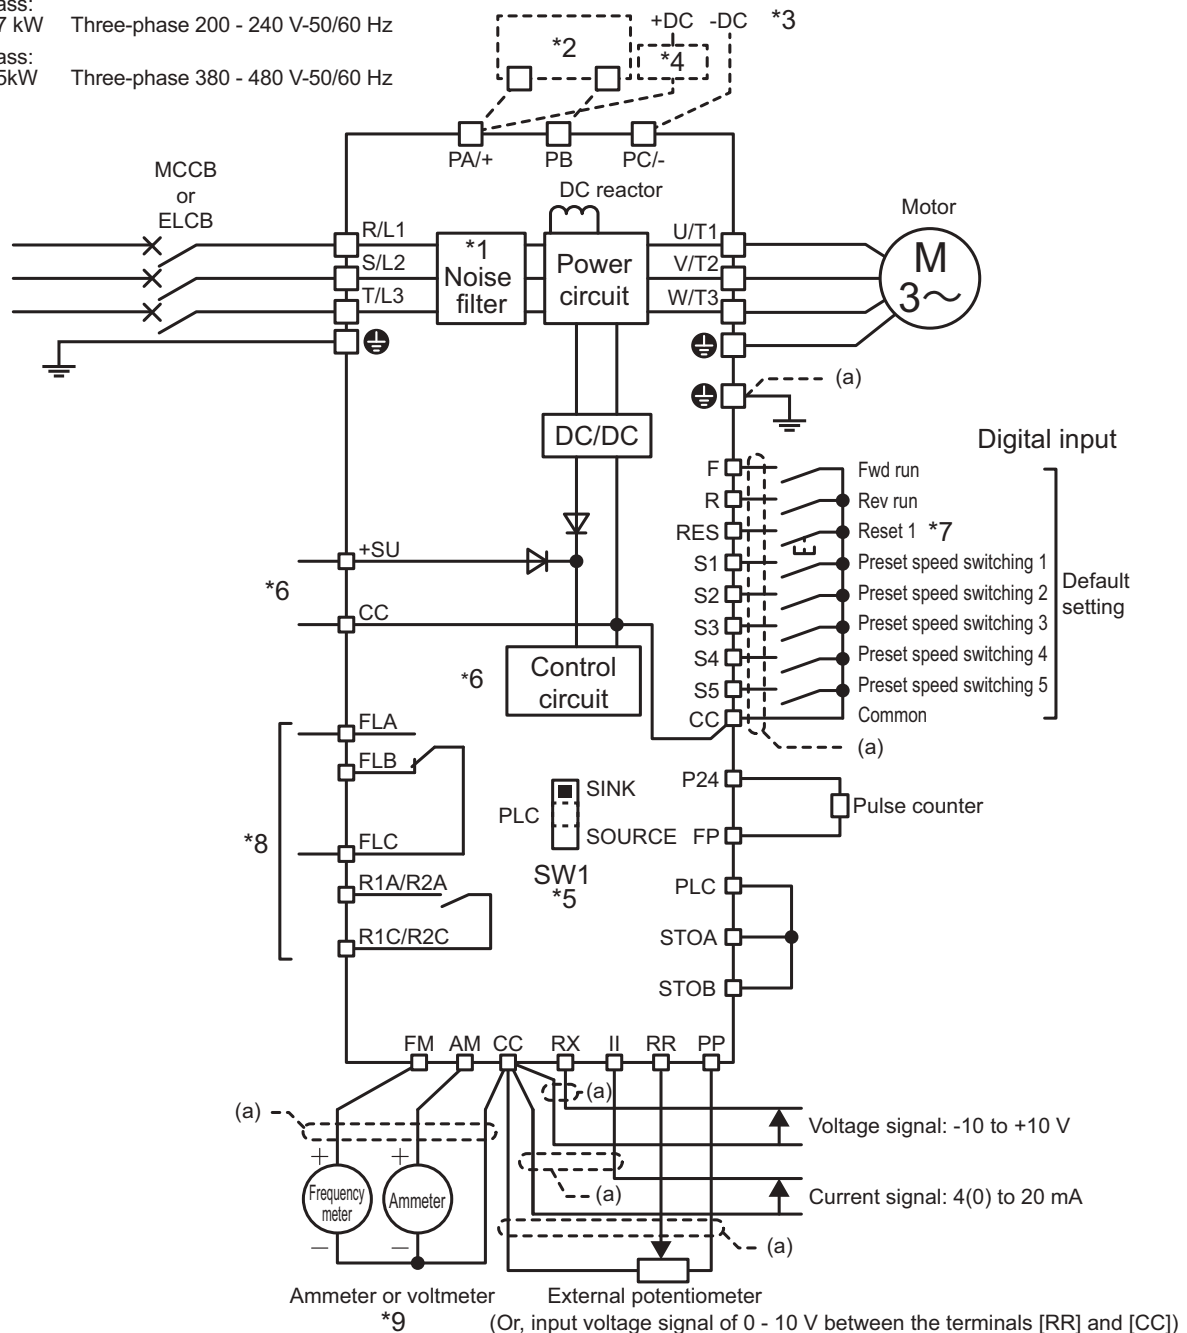 ass:
7 kW Three-phase 200 - 240 V-50/60 Hz
ass:
5kW Three-phase 380 - 480 V-50/60 Hz
*2
+DC -DC *3
*4
PA/+ PB PC/-
MCCB
or
ELCB
DC reactor
Motor
R/L1
S/L2
T/L3
*1
Noise
filter
Power
circuit
U/T1
V/T2
W/T3
M
3~
(a)
DC/DC
Digital input
F Fwd run
R Rev run
RES Reset 1 *7
S1 Preset speed switching 1
S2 Preset speed switching 2
S3 Preset speed switching 3
S4 Preset speed switching 4
S5 Preset speed switching 5
CC Common
Default
setting
(a)
+SU
*6
CC
*6
Control
circuit
FLA
FLB
*8
FLC
R1A/R2A
R1C/R2C
SINK
PLC
SOURCE
SW1
*5
P24
Pulse counter
FP
PLC
STOA
STOB
FM AM CC RX II RR PP
(a)
(a)
Voltage signal: -10 to +10 V
+ +
Frequency
meter
Ammeter
— —
(a)
Current signal: 4(0) to 20 mA
(a)
Ammeter or voltmeter
*9
External potentiometer
(Or, input voltage signal of 0 - 10 V between the terminals [RR] and [CC])